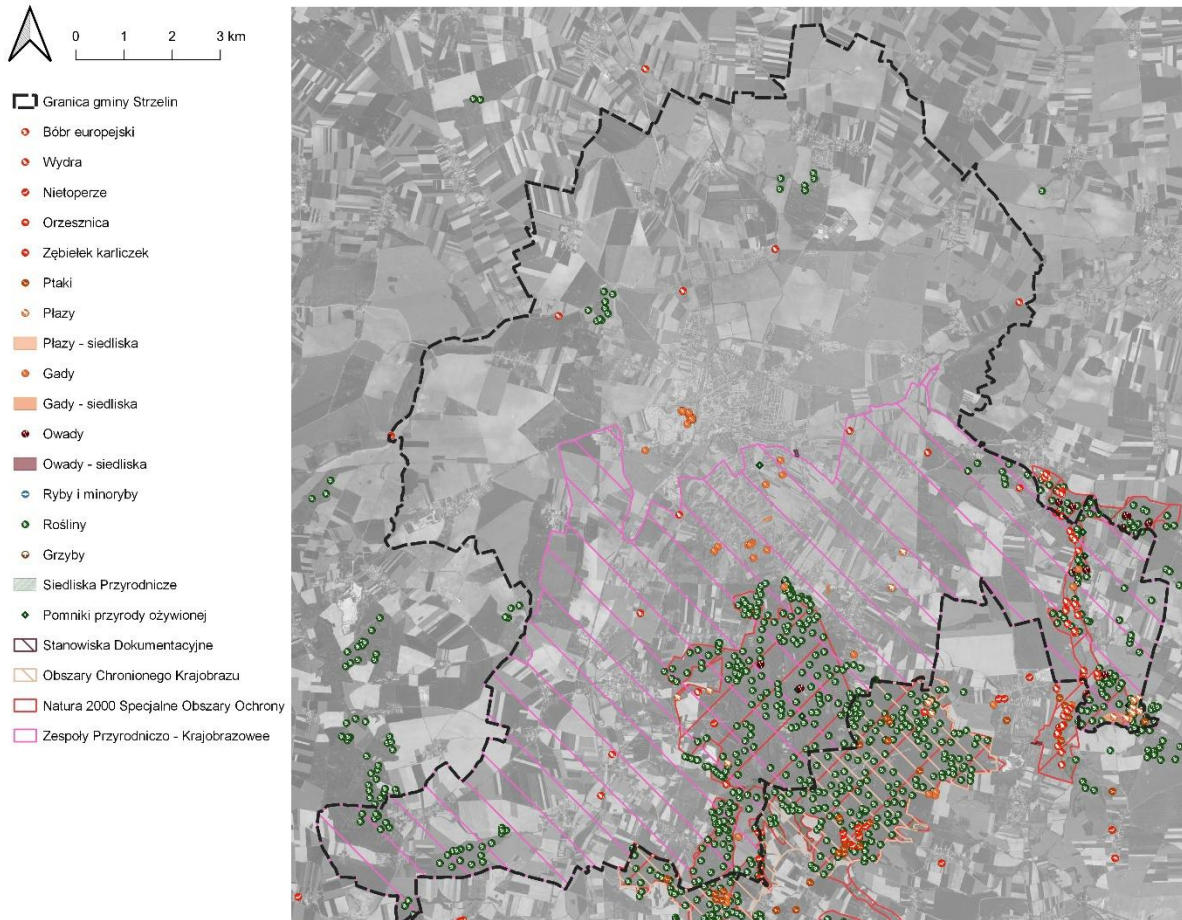 0 1 2 3 km
Granica gminy Strzelin
Bóbr europejski
Wydra
Nietoperze
Orzesznica
Zębiełek karliczek
Ptaki
Płazy
Płazy - siedliska
Gady
Gady - siedliska
Owady
Owady - siedliska
Ryby i minoryby
Rośliny
Grzyby
Siedliska Przyrodnicze
Pomniki przyrody ożywionej
Stanowiska Dokumentacyjne
Obszary Chronionego Krajobrazu
Natura 2000 Specjalne Obszary Ochrony
Zespoły Przyrodniczo - Krajobrazowee